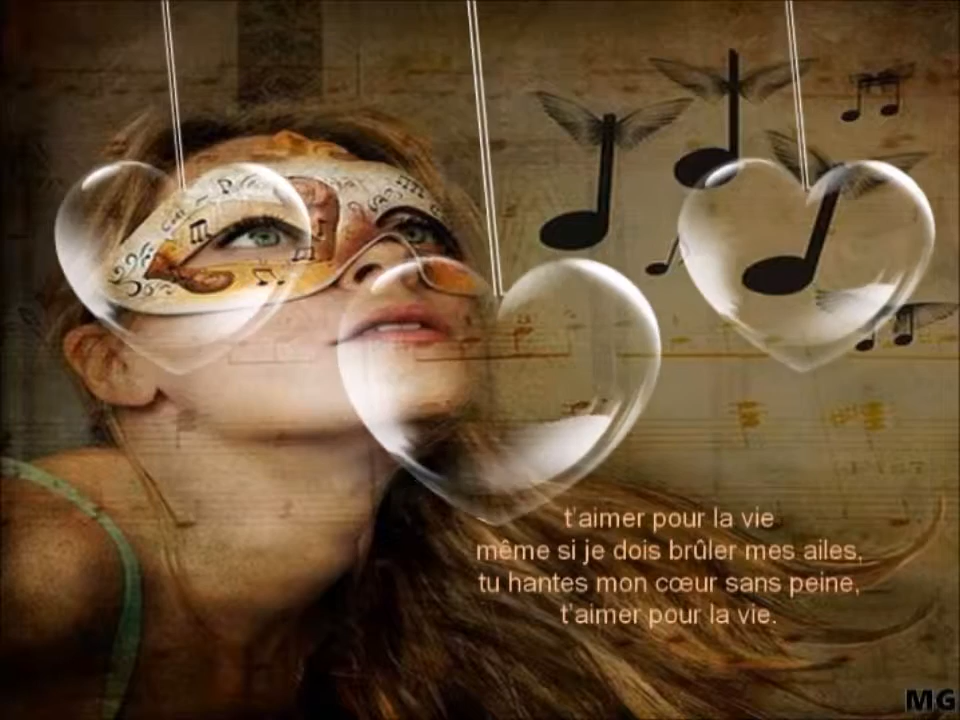 t'aimer pour la vie
même si je dois brûler mes ailes,
tu hantes mon cœur sans peine,
t'aimer pour la vie.
MG